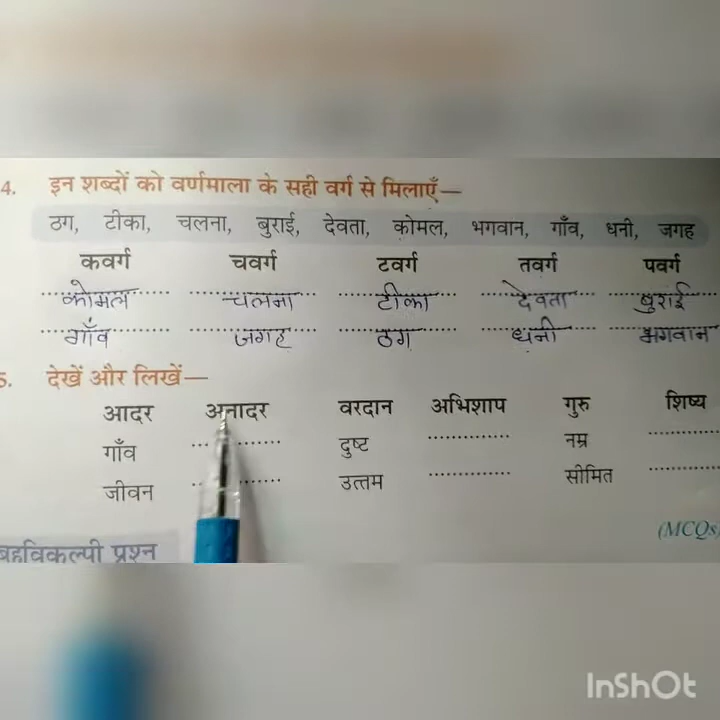 4. इन शब्दों को वर्णमाला के सही वर्ग से मिलाएँ—
ठग, टीका, चलना, बुराई, देवता, कोमल, भगवान, गाँव, धनी, जगह
कवर्ग चवर्ग टवर्ग तवर्ग पवर्ग
कोमल चलना टीका देवता बुराई
गाँव जगह ठग धनी भगवान
5. देखें और लिखें—
आदर अनादर वरदान अभिशाप गुरु शिष्य
गाँव दुष्ट नम्र
जीवन उत्तम सीमित
(MCQs)
बहुविकल्पी प्रश्न
InShOt